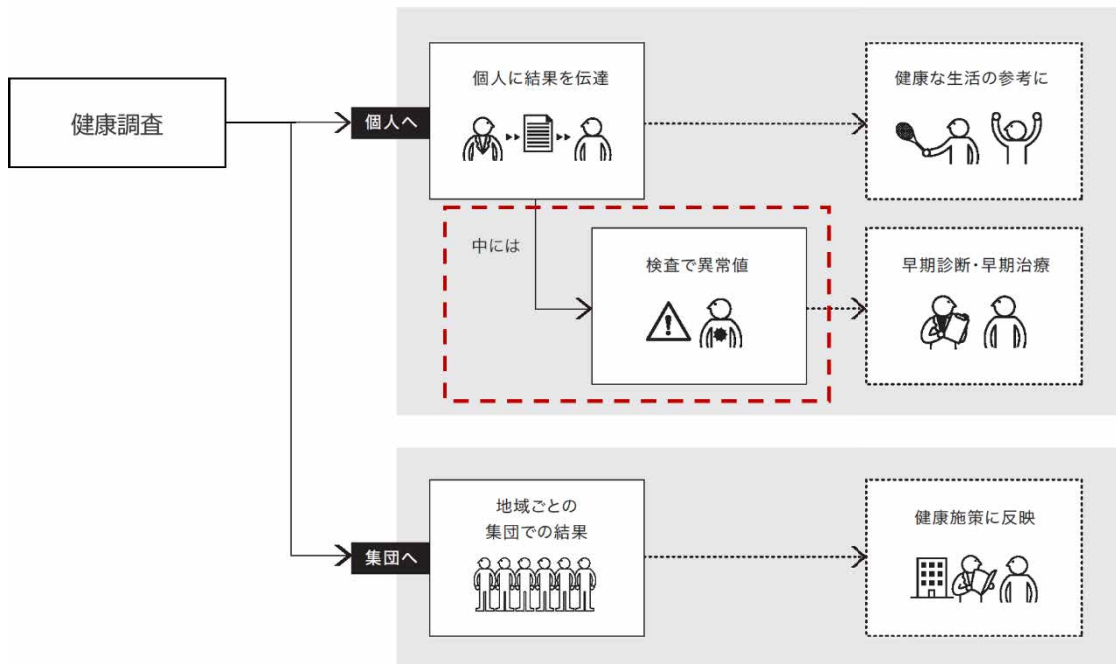 健康調査
個人へ
個人に結果を伝達
健康な生活の参考に
中には
検査で異常値
早期診断・早期治療
集団へ
地域ごとの
集団での結果
健康施策に反映